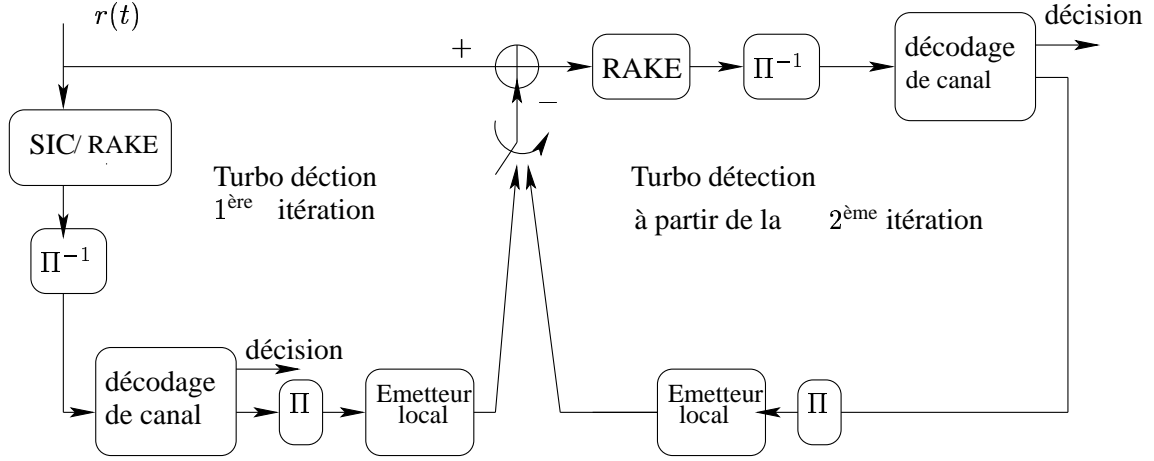 r(t)
décision
+
RAKE
Π⁻¹
décodage
de canal
−
SIC/ RAKE
Turbo déction
1ère itération
Turbo détection
à partir de la 2ème itération
Π⁻¹
décision
décodage
de canal
Π
Emetteur
local
Emetteur
local
Π